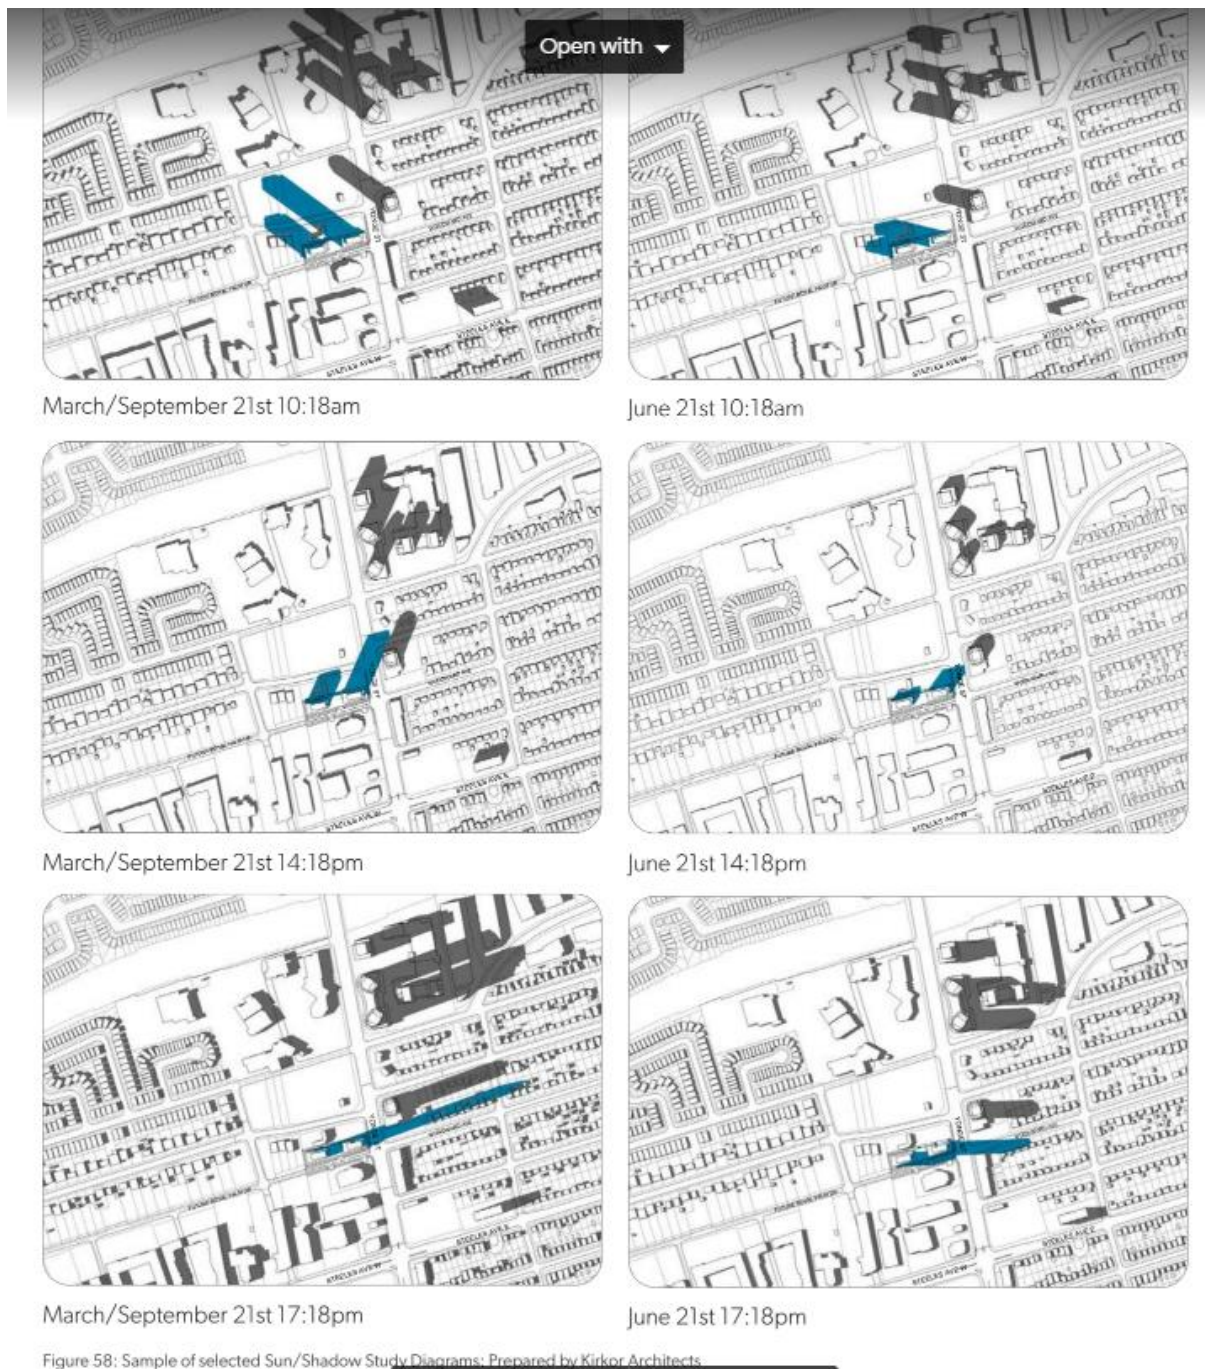 Open with
March/September 21st 10:18am
June 21st 10:18am
March/September 21st 14:18pm
June 21st 14:18pm
March/September 21st 17:18pm
June 21st 17:18pm
Figure 58: Sample of selected Sun/Shadow Study Diagrams; Prepared by Kirkor Architects